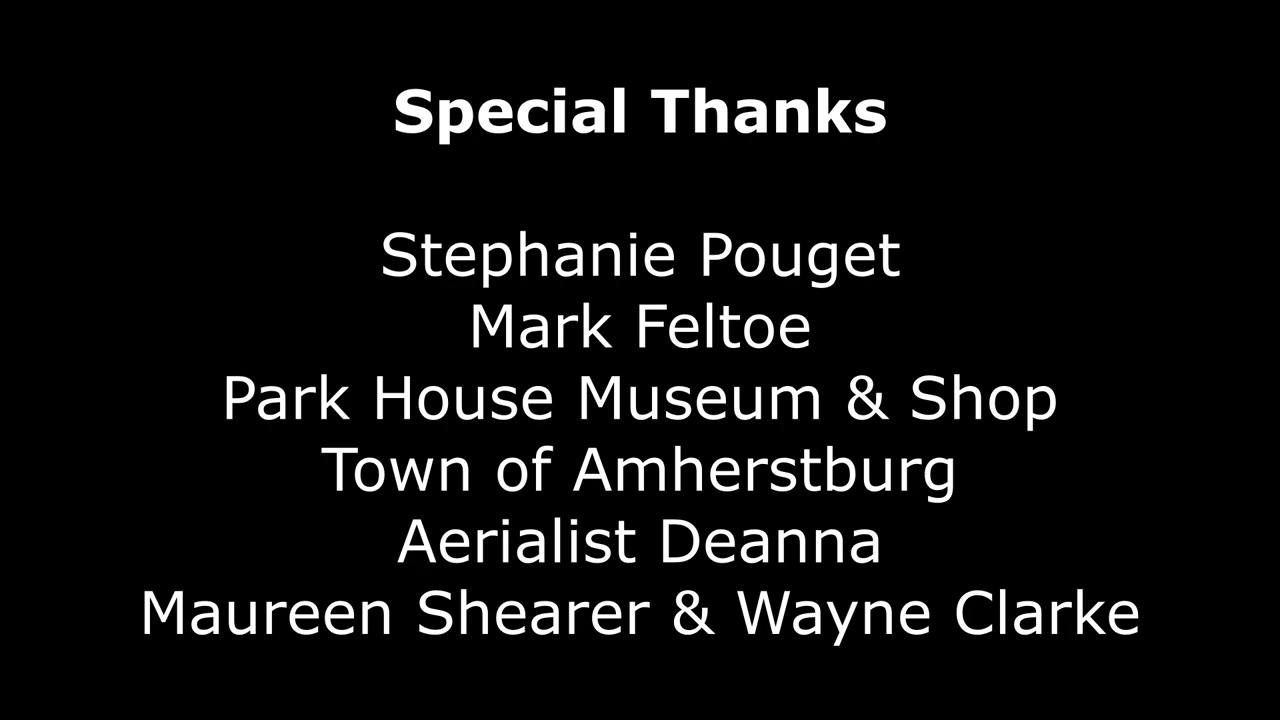 Special Thanks
Stephanie Pouget
Mark Feltoe
Park House Museum & Shop
Town of Amherstburg
Aerialist Deanna
Maureen Shearer & Wayne Clarke